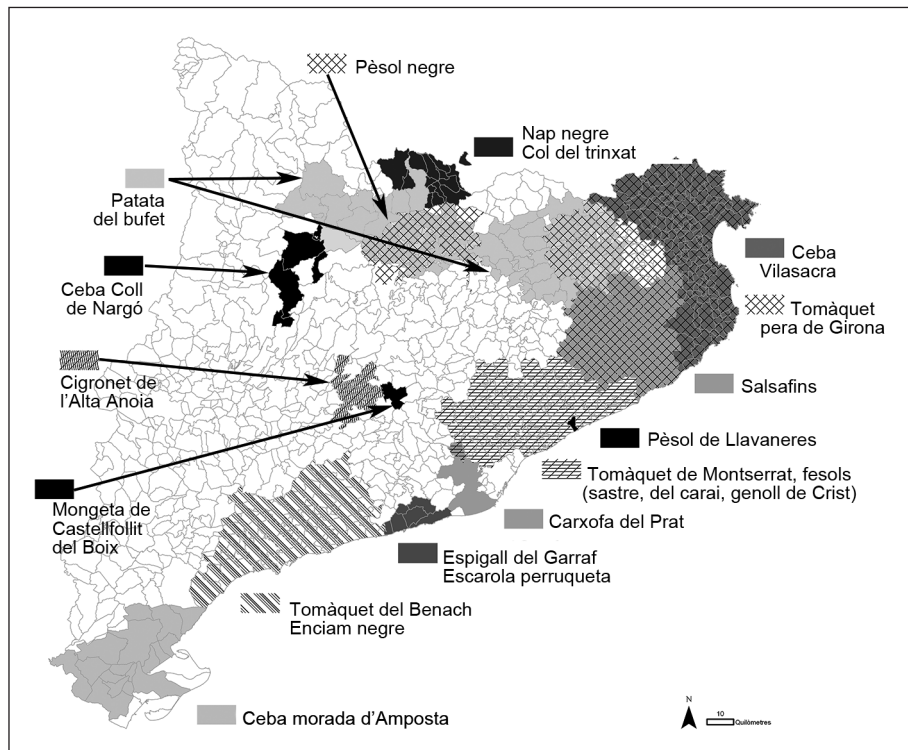 Pèsol negre
Nap negre
Col del trinxat
Patata
del bufet
Ceba
Vilasacra
Ceba Coll
de Nargó
Tomàquet
pera de Girona
Cigronet de
l'Alta Anoia
Salsafins
Pèsol de Llavaneres
Tomàquet de Montserrat, fesols
(sastre, del carai, genoll de Crist)
Mongeta de
Castellfollit
del Boix
Carxofa del Prat
Espigall del Garraf
Escarola perruqueta
Tomàquet del Benach
Enciam negre
Ceba morada d'Amposta
N
10
Quilòmetres